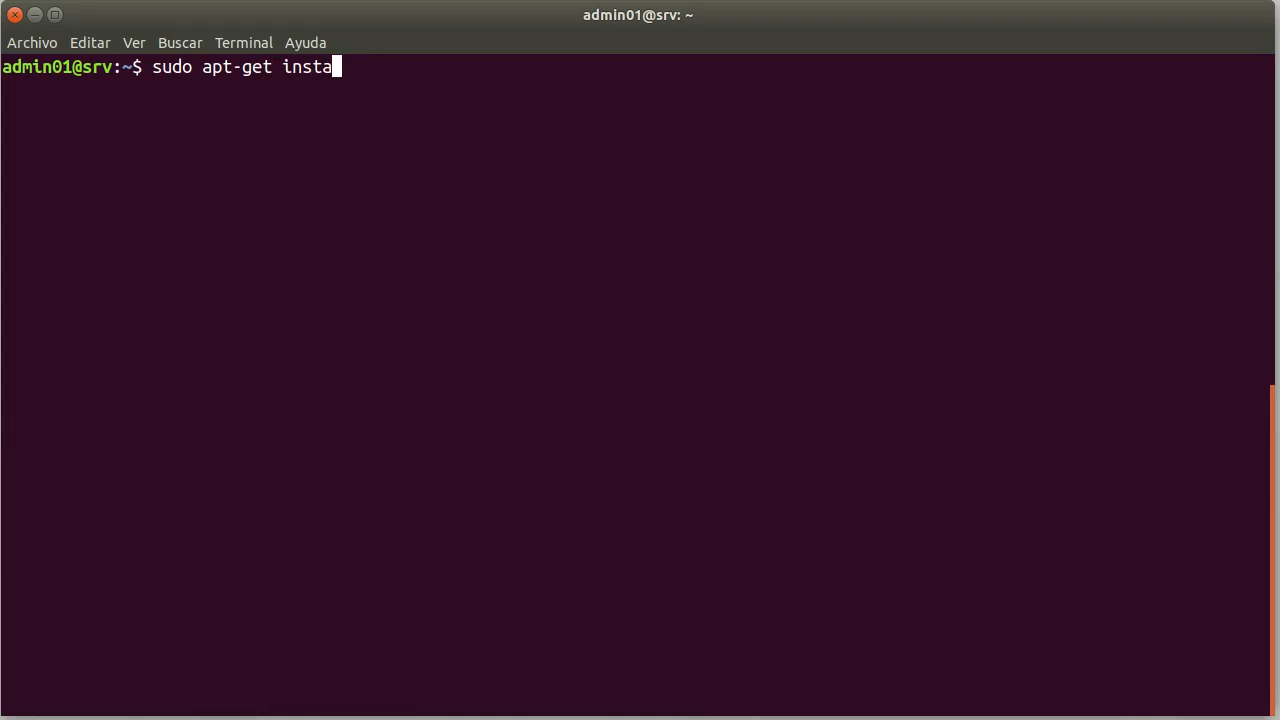 admin01@srv: ~
Archivo Editar Ver Buscar Terminal Ayuda
admin01@srv:~$ sudo apt-get insta